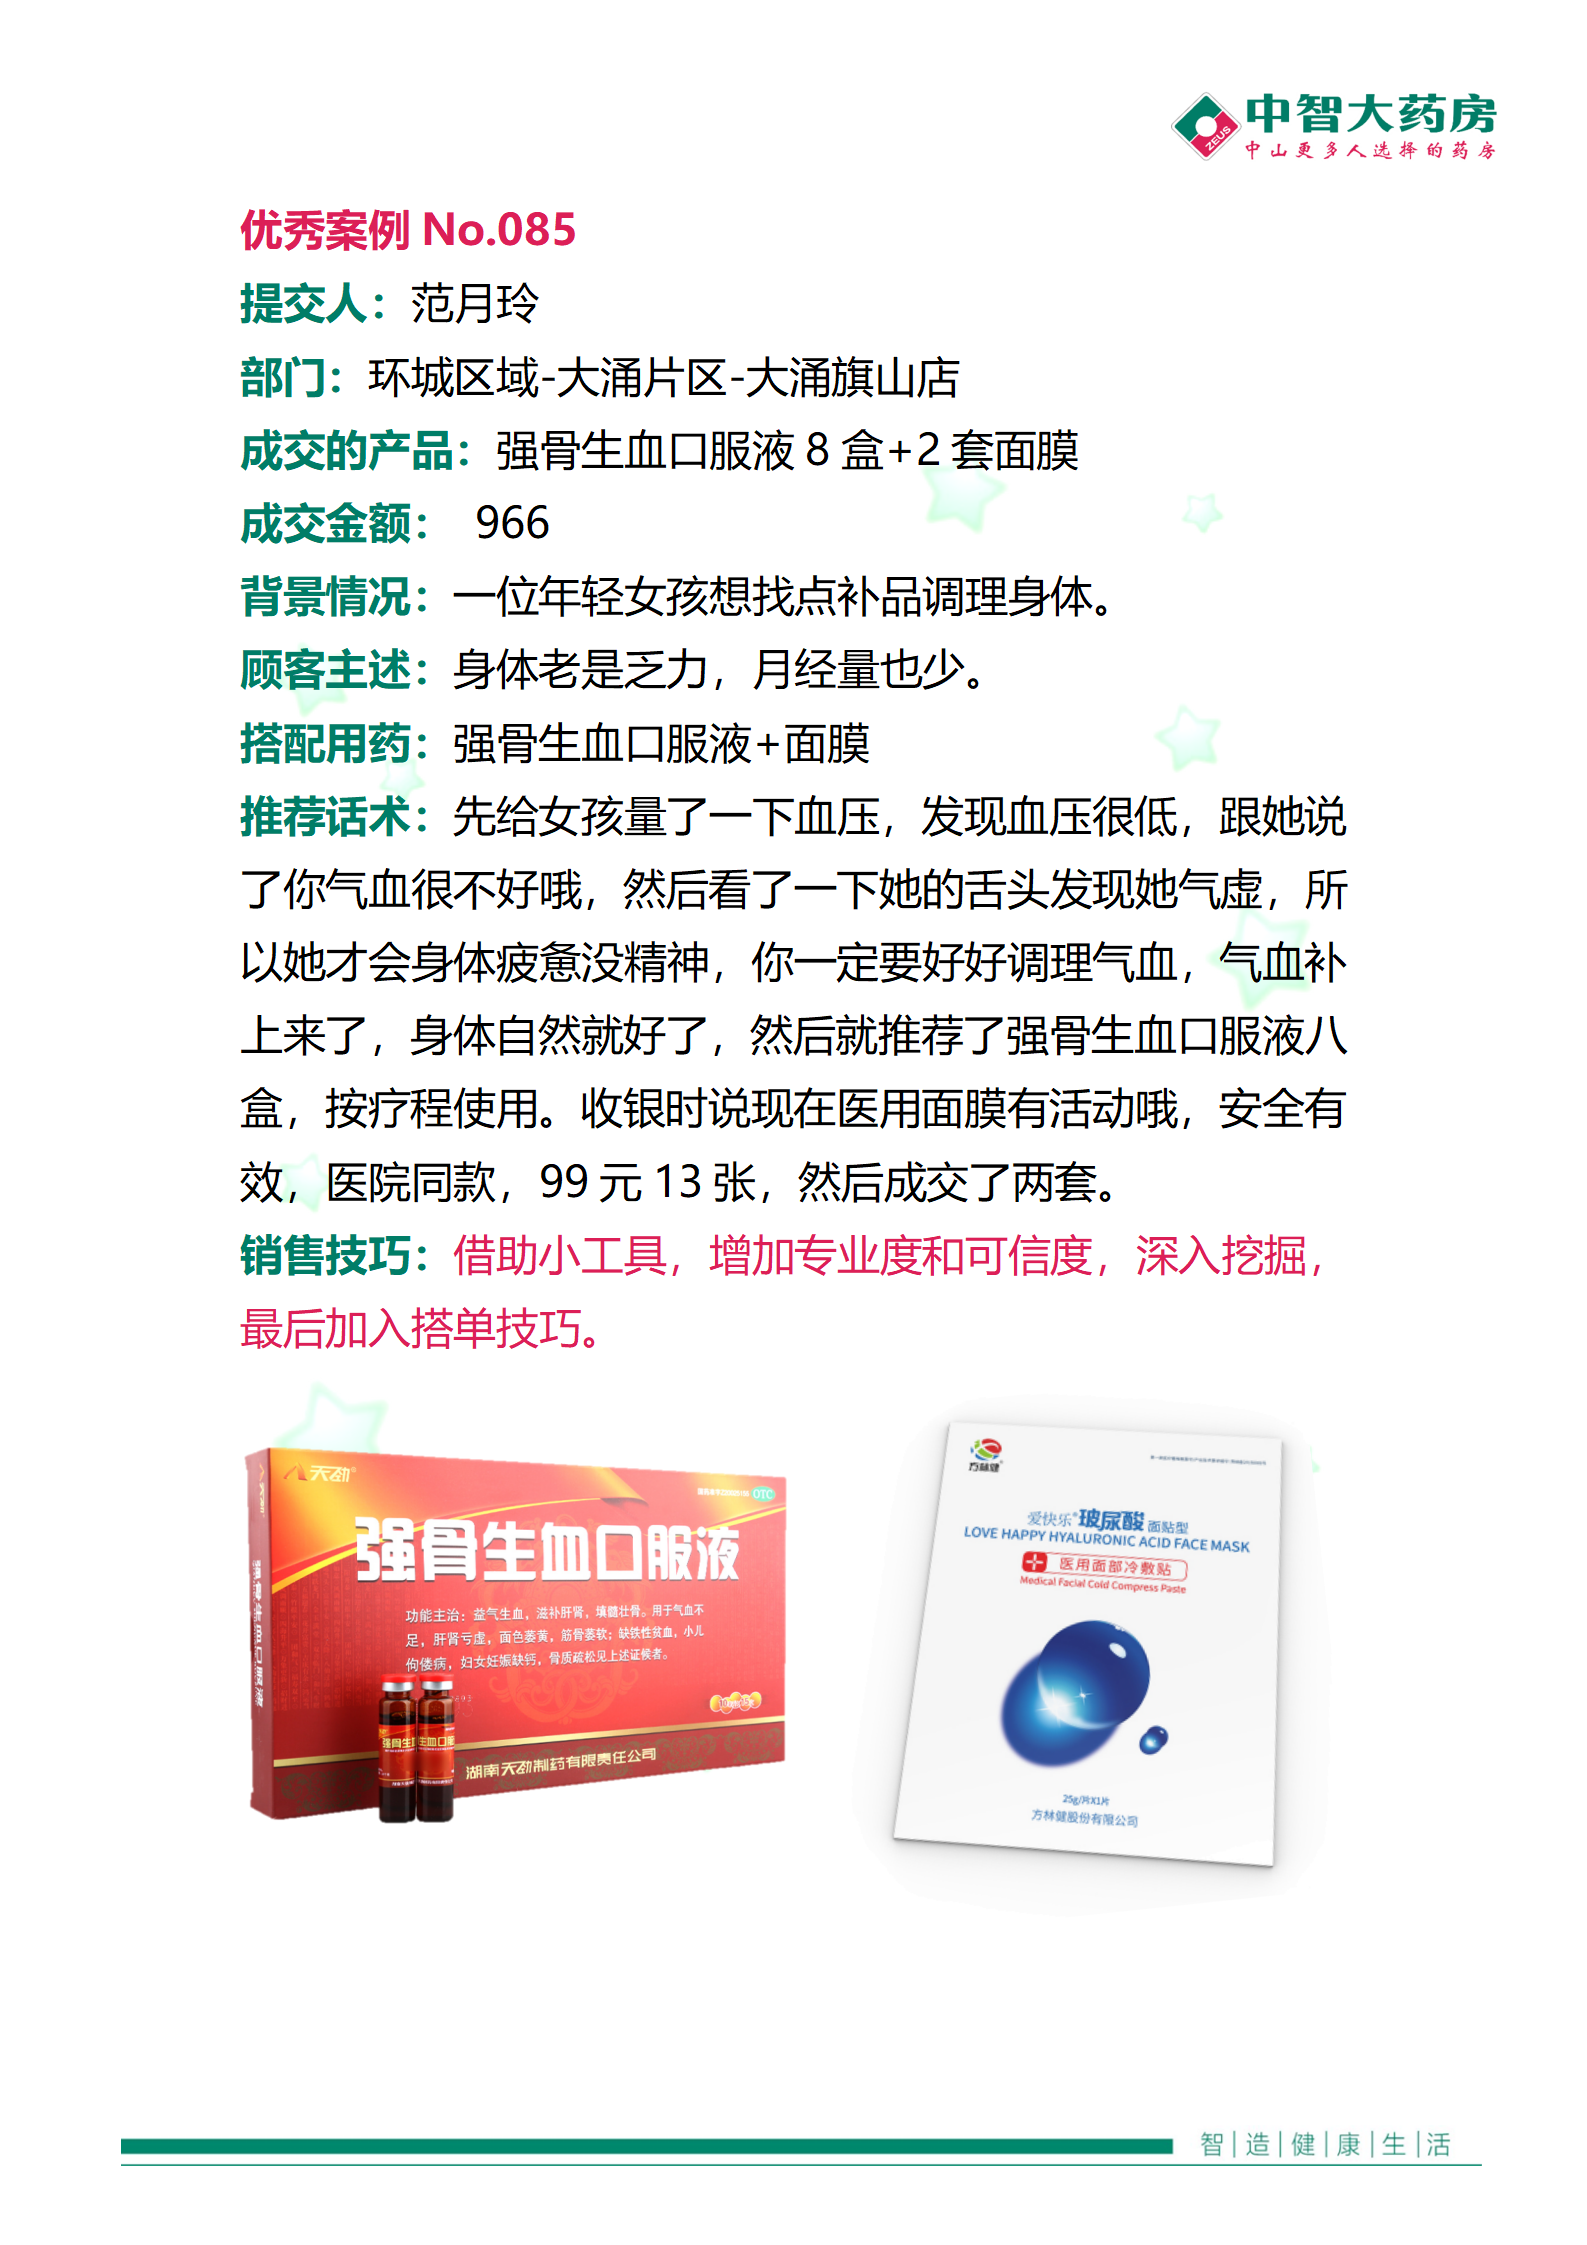 中智大药房
ZEUS
中山更多人选择的药房
优秀案例 No.085
提交人：范月玲
部门：环城区域-大涌片区-大涌旗山店
成交的产品：强骨生血口服液 8 盒+2 套面膜
成交金额： 966
背景情况：一位年轻女孩想找点补品调理身体。
顾客主述：身体老是乏力，月经量也少。
搭配用药：强骨生血口服液+面膜
推荐话术：先给女孩量了一下血压，发现血压很低，跟她说
了你气血很不好哦，然后看了一下她的舌头发现她气虚，所
以她才会身体疲惫没精神，你一定要好好调理气血，气血补
上来了，身体自然就好了，然后就推荐了强骨生血口服液八
盒，按疗程使用。收银时说现在医用面膜有活动哦，安全有
效，医院同款，99 元 13 张，然后成交了两套。
销售技巧：借助小工具，增加专业度和可信度，深入挖掘，
最后加入搭单技巧。
天劲®
OTC
强骨生血口服液
功能主治：益气生血，滋补肝肾，填髓壮骨。用于气血不
足，肝肾亏虚，面色萎黄，筋骨萎软；缺铁性贫血，小儿
佝偻病，妇女妊娠缺钙，骨质疏松见上述证候者。
湖南天劲制药有限责任公司
强骨生血口服液
方林健
爱快乐®玻尿酸 面贴型
LOVE HAPPY HYALURONIC ACID FACE MASK
医用面部冷敷贴
Medical Facial Cold Compress Paste
25g/片X1片
方林健股份有限公司
智|造|健|康|生|活